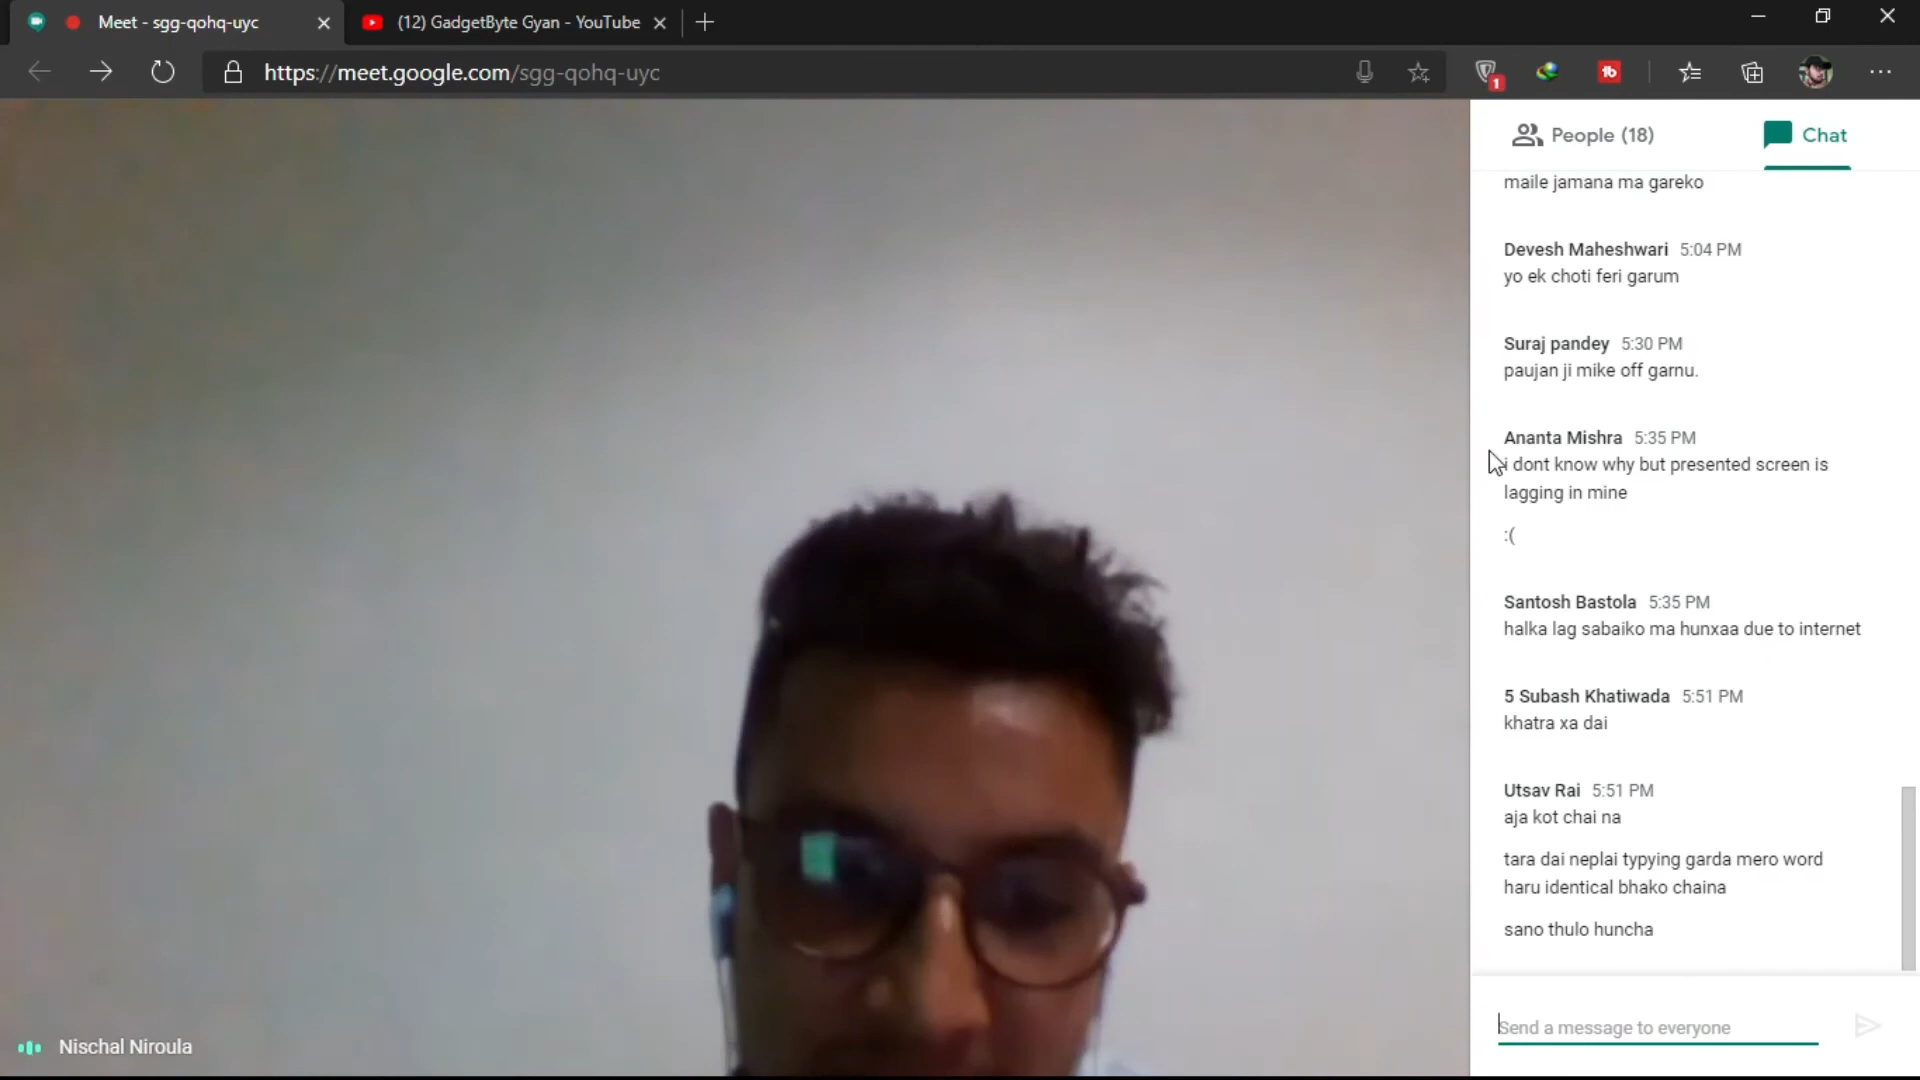 Meet - sgg-qohq-uyc
(12) GadgetByte Gyan - YouTube
https://meet.google.com/sgg-qohq-uyc
1
People (18)
Chat
maile jamana ma gareko
Devesh Maheshwari 5:04 PM
yo ek choti feri garum
Suraj pandey 5:30 PM
paujan ji mike off garnu.
Ananta Mishra 5:35 PM
i dont know why but presented screen is
lagging in mine
:(
Santosh Bastola 5:35 PM
halka lag sabaiko ma hunxaa due to internet
5 Subash Khatiwada 5:51 PM
khatra xa dai
Utsav Rai 5:51 PM
aja kot chai na
tara dai neplai typying garda mero word
haru identical bhako chaina
sano thulo huncha
Send a message to everyone
Nischal Niroula